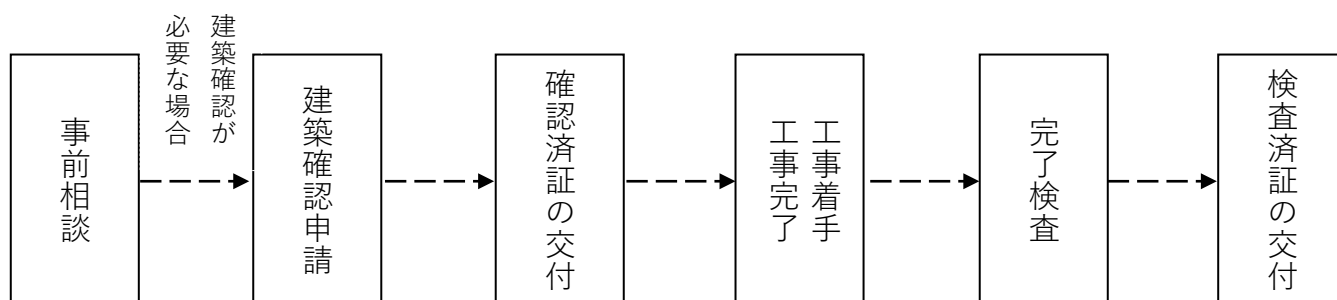 事前相談
建築確認が
必要な場合
建築確認申請
確認済証の交付
工事着手
工事完了
完了検査
検査済証の交付